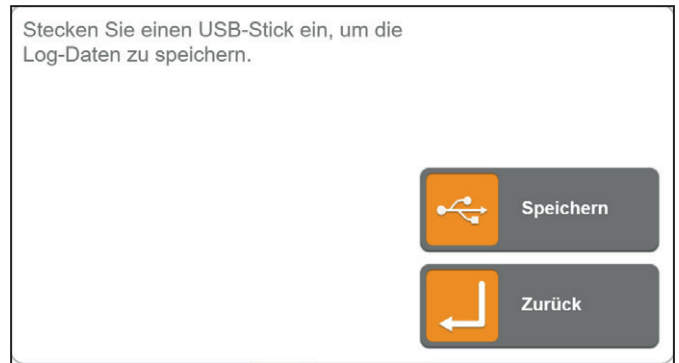 Stecken Sie einen USB-Stick ein, um die
Log-Daten zu speichern.
Speichern
Zurück